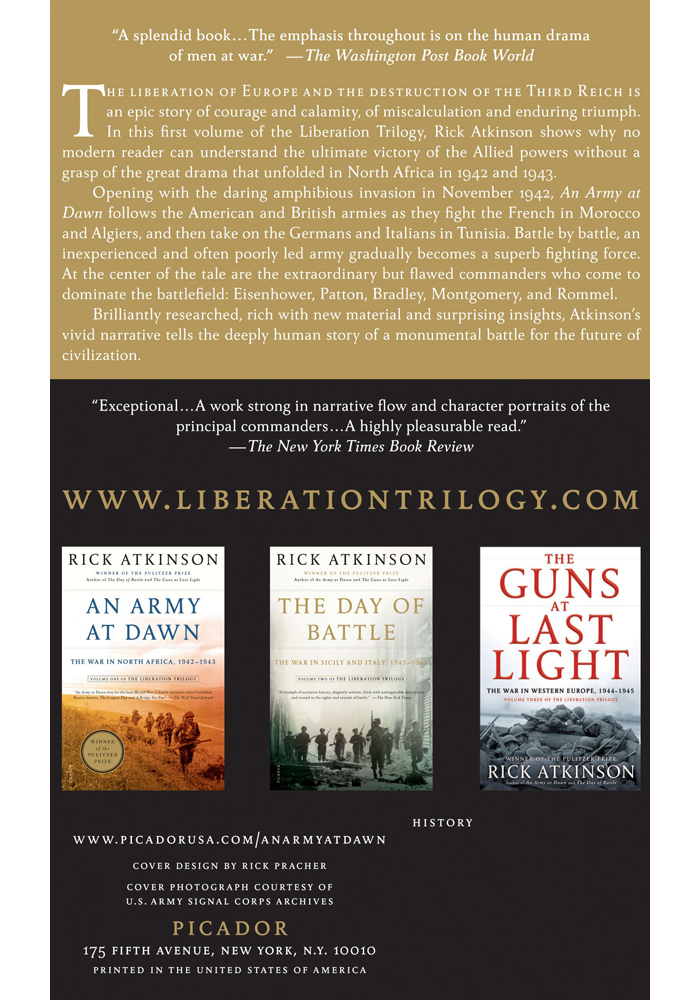 “A splendid book…The emphasis throughout is on the human drama
of men at war.” —The Washington Post Book World
The liberation of Europe and the destruction of the Third Reich is
an epic story of courage and calamity, of miscalculation and enduring triumph.
In this first volume of the Liberation Trilogy, Rick Atkinson shows why no
modern reader can understand the ultimate victory of the Allied powers without a
grasp of the great drama that unfolded in North Africa in 1942 and 1943.
Opening with the daring amphibious invasion in November 1942, An Army at
Dawn follows the American and British armies as they fight the French in Morocco
and Algiers, and then take on the Germans and Italians in Tunisia. Battle by battle, an
inexperienced and often poorly led army gradually becomes a superb fighting force.
At the center of the tale are the extraordinary but flawed commanders who come to
dominate the battlefield: Eisenhower, Patton, Bradley, Montgomery, and Rommel.
Brilliantly researched, rich with new material and surprising insights, Atkinson’s
vivid narrative tells the deeply human story of a monumental battle for the future of
civilization.
“Exceptional…A work strong in narrative flow and character portraits of the
principal commanders…A highly pleasurable read.”
—The New York Times Book Review
WWW.LIBERATIONTRILOGY.COM
RICK ATKINSON
WINNER OF THE PULITZER PRIZE
Author of The Day of Battle and The Guns at Last Light
AN ARMY
AT DAWN
THE WAR IN NORTH AFRICA, 1942–1943
VOLUME ONE OF THE LIBERATION TRILOGY
WINNER
of the
PULITZER
PRIZE
RICK ATKINSON
WINNER OF THE PULITZER PRIZE
Author of An Army at Dawn and The Guns at Last Light
THE DAY OF
BATTLE
THE WAR IN SICILY AND ITALY, 1943–1944
VOLUME TWO OF THE LIBERATION TRILOGY
THE
GUNS
AT
LAST
LIGHT
THE WAR IN WESTERN EUROPE, 1944–1945
VOLUME THREE OF THE LIBERATION TRILOGY
WINNER OF THE PULITZER PRIZE
RICK ATKINSON
Author of An Army at Dawn and The Day of Battle
HISTORY
WWW.PICADORUSA.COM/ANARMYATDAWN
COVER DESIGN BY RICK PRACHER
COVER PHOTOGRAPH COURTESY OF
U.S. ARMY SIGNAL CORPS ARCHIVES
PICADOR
175 FIFTH AVENUE, NEW YORK, N.Y. 10010
PRINTED IN THE UNITED STATES OF AMERICA